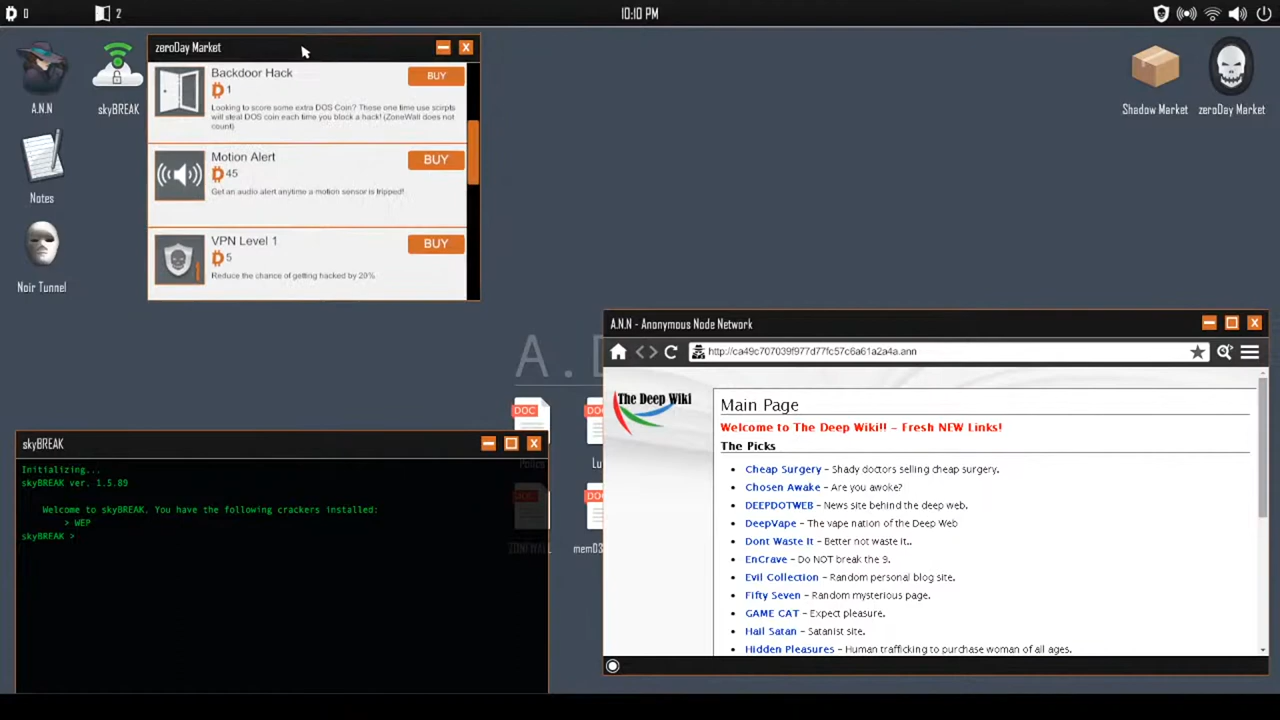 0
2
10:10 PM
A.N.N
skyBREAK
Notes
Noir Tunnel
zeroDay Market
Backdoor Hack
BUY
1
Looking to score some extra DOS Coin? These one time use scripts
will steal DOS coin each time you block a hack! (ZoneWall does not
count)
Motion Alert
BUY
45
Get an audio alert anytime a motion sensor is tripped!
VPN Level 1
BUY
5
1
Reduce the chance of getting hacked by 20%
Shadow Market
zeroDay Market
A.
DOC
DOC
Police
Lu
DOC
DOC
ZONEWALL
mem03
skyBREAK
Initializing...
skyBREAK ver. 1.5.89
Welcome to skyBREAK. You have the following crackers installed:
> WEP
skyBREAK >
A.N.N - Anonymous Node Network
http://ca49c707039f977d77fc57c6a61a2a4a.ann
The Deep Wiki
Main Page
Welcome to The Deep Wiki!! - Fresh NEW Links!
The Picks
Cheap Surgery - Shady doctors selling cheap surgery.
Chosen Awake - Are you awoke?
DEEPDOTWEB - News site behind the deep web.
DeepVape - The vape nation of the Deep Web
Dont Waste It - Better not waste it..
EnCrave - Do NOT break the 9.
Evil Collection - Random personal blog site.
Fifty Seven - Random mysterious page.
GAME CAT - Expect pleasure.
Hail Satan - Satanist site.
Hidden Pleasures - Human trafficking to purchase woman of all ages.